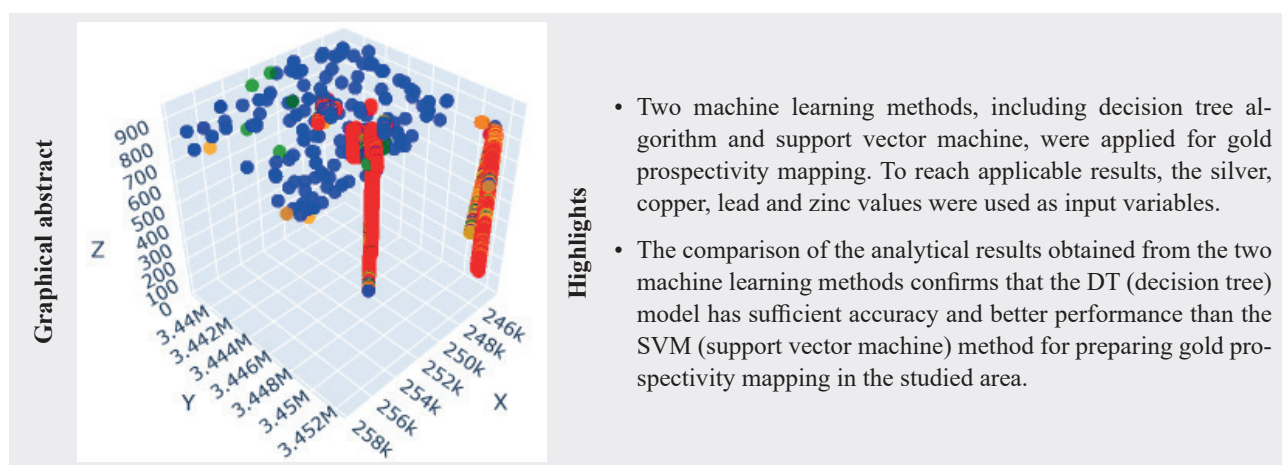 Graphical abstract
900
800
700
600
500
400
300
200
100
0
Z
3.44M
3.442M
3.444M
3.446M
3.448M
3.45M
3.452M
Y
246k
248k
250k
252k
254k
256k
258k
X
Highlights
• Two machine learning methods, including decision tree al-
gorithm and support vector machine, were applied for gold
prospectivity mapping. To reach applicable results, the silver,
copper, lead and zinc values were used as input variables.
• The comparison of the analytical results obtained from the two
machine learning methods confirms that the DT (decision tree)
model has sufficient accuracy and better performance than the
SVM (support vector machine) method for preparing gold pro-
spectivity mapping in the studied area.